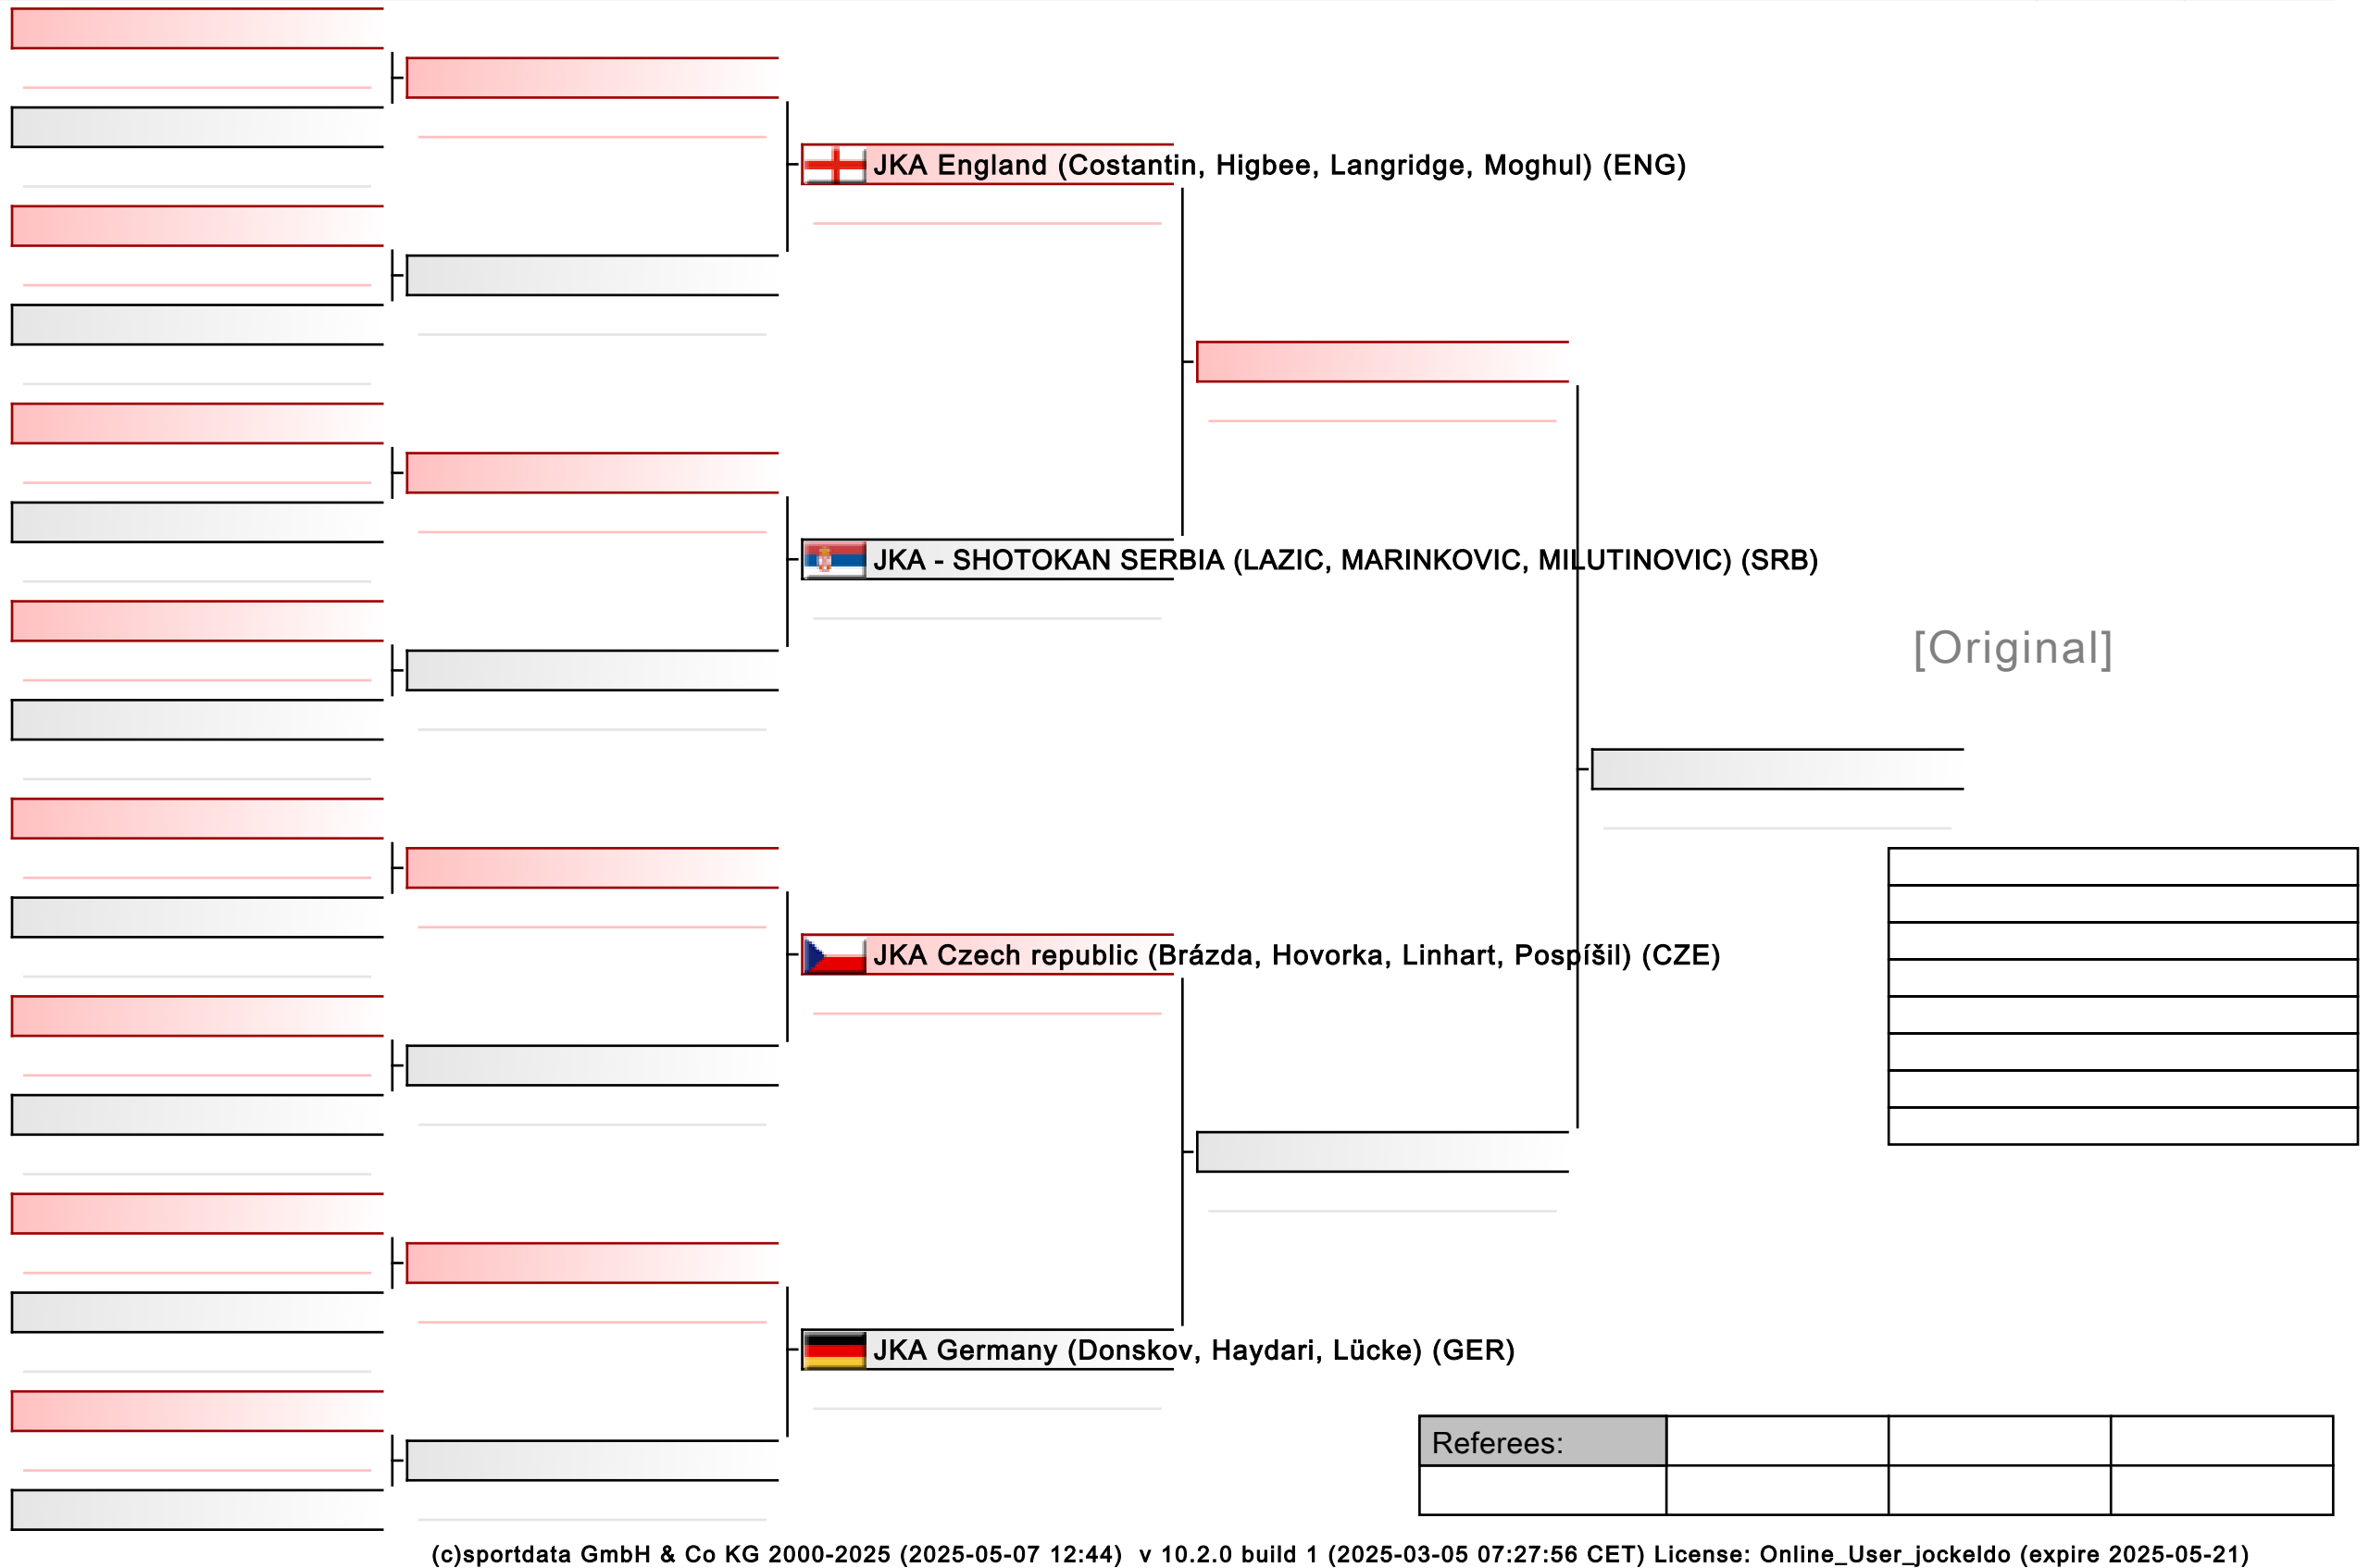 JKA England (Costantin, Higbee, Langridge, Moghul) (ENG)
JKA - SHOTOKAN SERBIA (LAZIC, MARINKOVIC, MILUTINOVIC) (SRB)
[Original]
JKA Czech republic (Brázda, Hovorka, Linhart, Pospíšil) (CZE)
JKA Germany (Donskov, Haydari, Lücke) (GER)
Referees:
(c)sportdata GmbH & Co KG 2000-2025 (2025-05-07 12:44)  v 10.2.0 build 1 (2025-03-05 07:27:56 CET) License: Online_User_jockeldo (expire 2025-05-21)